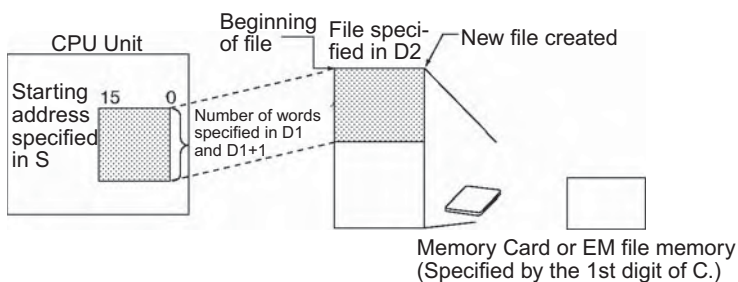 CPU Unit
Starting
address
specified
in S
15 0
Number of words
specified in D1
and D1+1
Beginning
of file
File speci-
fied in D2
New file created
Memory Card or EM file memory
(Specified by the 1st digit of C.)